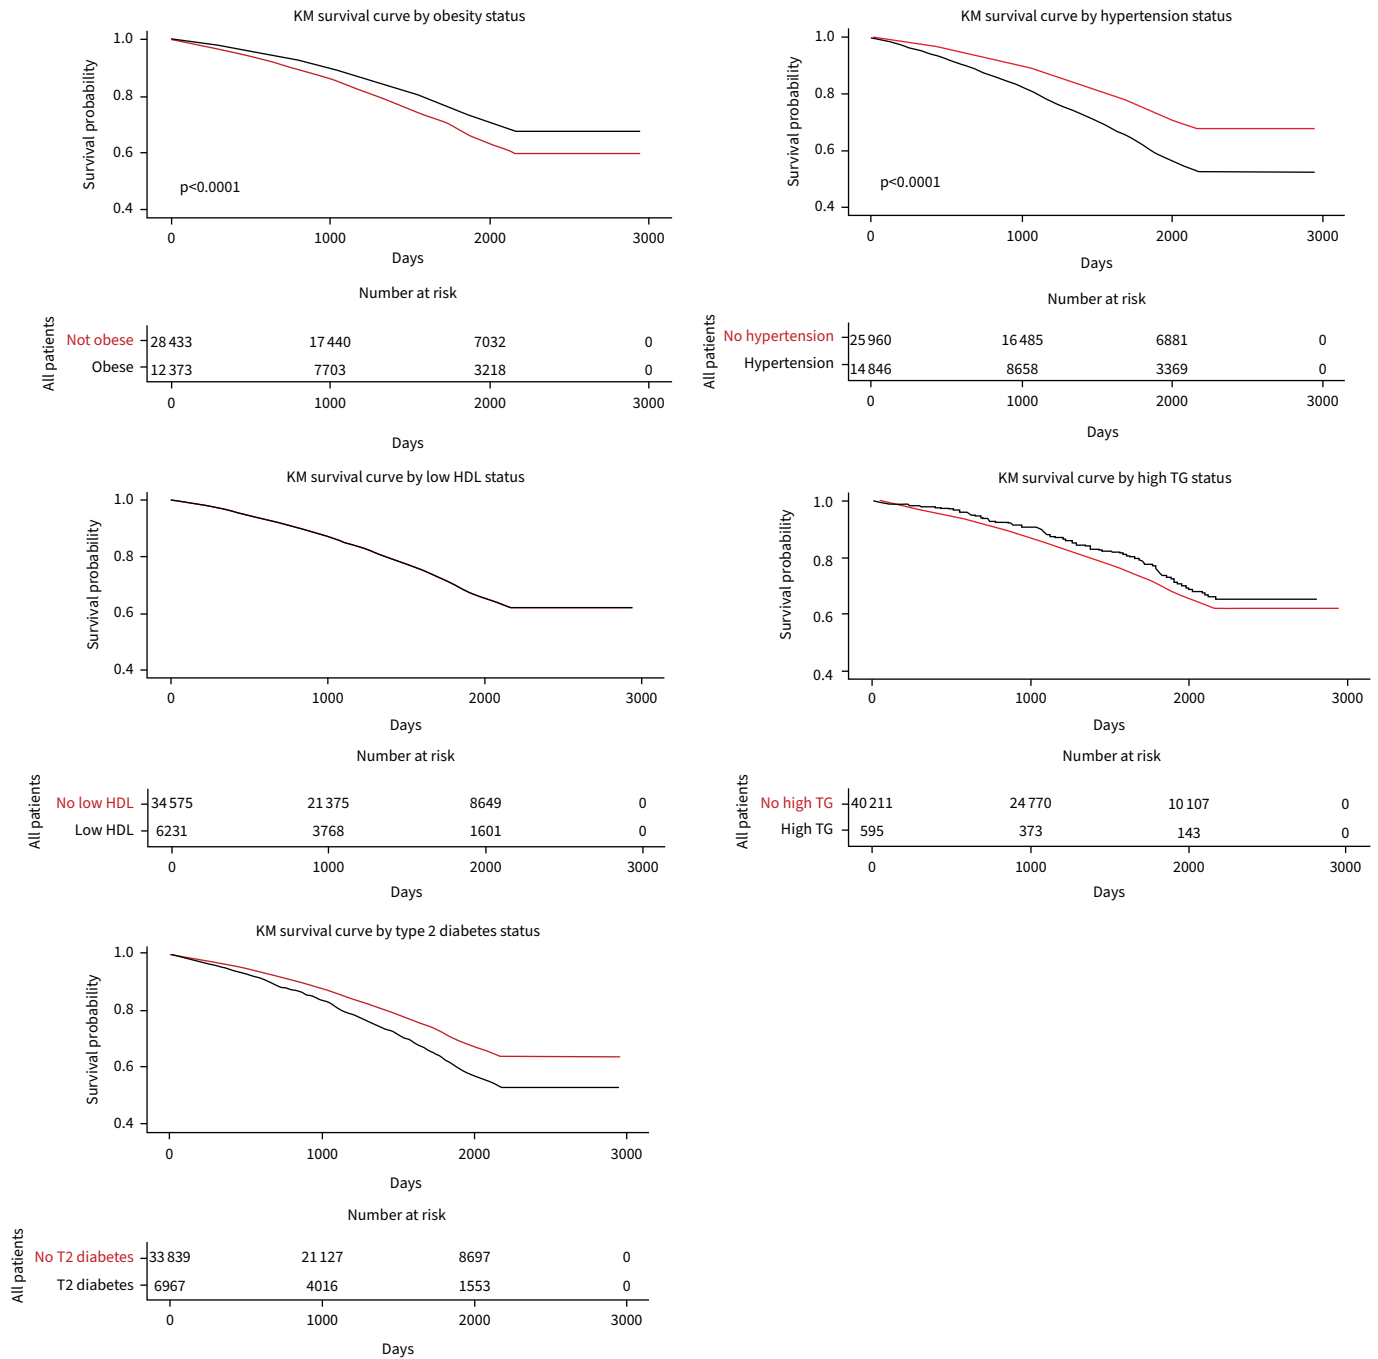 KM survival curve by obesity status
Survival probability
1.0
0.8
0.6
0.4
p<0.0001
0 1000 2000 3000
Days
Number at risk
All patients
Not obese 28 433 17 440 7032 0
Obese 12 373 7703 3218 0
0 1000 2000 3000
Days
KM survival curve by hypertension status
Survival probability
1.0
0.8
0.6
0.4
p<0.0001
0 1000 2000 3000
Days
Number at risk
All patients
No hypertension 25 960 16 485 6881 0
Hypertension 14 846 8658 3369 0
0 1000 2000 3000
Days
KM survival curve by low HDL status
Survival probability
1.0
0.8
0.6
0.4
0 1000 2000 3000
Days
Number at risk
All patients
No low HDL 34 575 21 375 8649 0
Low HDL 6231 3768 1601 0
0 1000 2000 3000
Days
KM survival curve by high TG status
Survival probability
1.0
0.8
0.6
0.4
0 1000 2000 3000
Days
Number at risk
All patients
No high TG 40 211 24 770 10 107 0
High TG 595 373 143 0
0 1000 2000 3000
Days
KM survival curve by type 2 diabetes status
Survival probability
1.0
0.8
0.6
0.4
0 1000 2000 3000
Days
Number at risk
All patients
No T2 diabetes 33 839 21 127 8697 0
T2 diabetes 6967 4016 1553 0
0 1000 2000 3000
Days